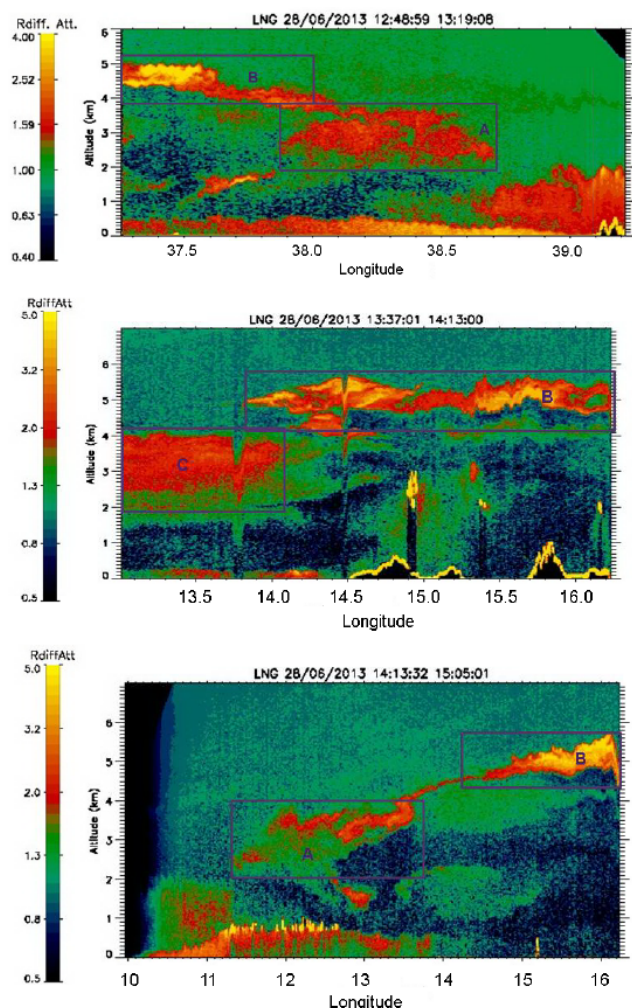 Rdiff. Att. LNG 28/06/2013 12:48:59 13:19:08
4.00 2.52 1.59 1.00 0.63 0.40
Altitude (km)
6 5 4 3 2 1 0
B
A
37.5 38.0 38.5 39.0
Longitude
RdiffAtt LNG 28/06/2013 13:37:01 14:13:00
5.0 3.2 2.0 1.3 0.8 0.5
Altitude (km)
6 5 4 3 2 1 0
B
C
13.5 14.0 14.5 15.0 15.5 16.0
Longitude
RdiffAtt LNG 28/06/2013 14:13:32 15:05:01
5.0 3.2 2.0 1.3 0.8 0.5
Altitude (km)
6 5 4 3 2 1 0
B
A
10 11 12 13 14 15 16
Longitude